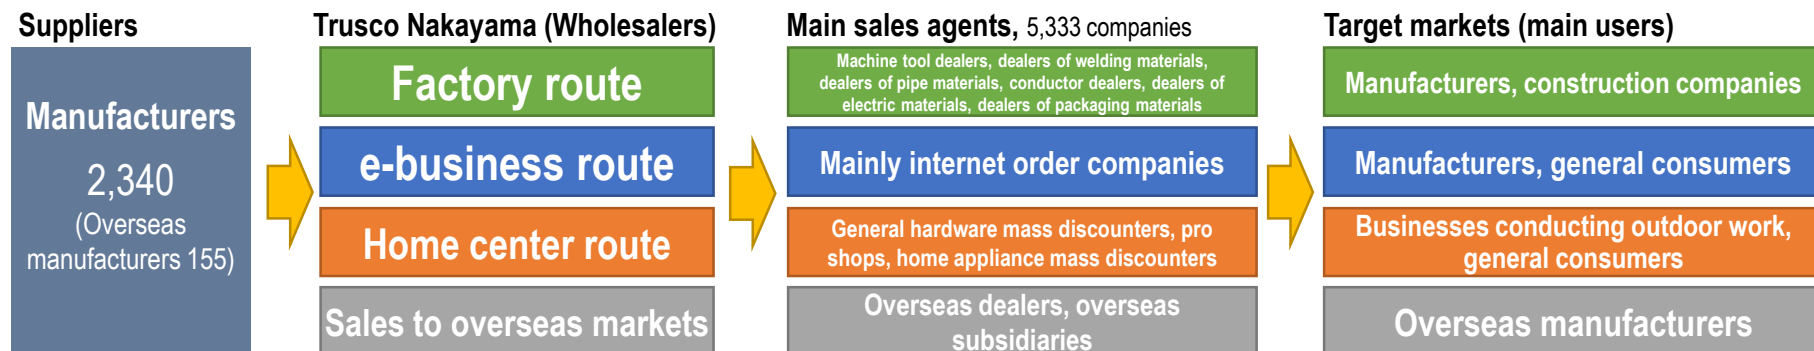 Suppliers
Manufacturers
2,340
(Overseas
manufacturers 155)
Trusco Nakayama (Wholesalers)
Factory route
e-business route
Home center route
Sales to overseas markets
Main sales agents, 5,333 companies
Machine tool dealers, dealers of welding materials,
dealers of pipe materials, conductor dealers, dealers of
electric materials, dealers of packaging materials
Mainly internet order companies
General hardware mass discounters, pro
shops, home appliance mass discounters
Overseas dealers, overseas
subsidiaries
Target markets (main users)
Manufacturers, construction companies
Manufacturers, general consumers
Businesses conducting outdoor work,
general consumers
Overseas manufacturers